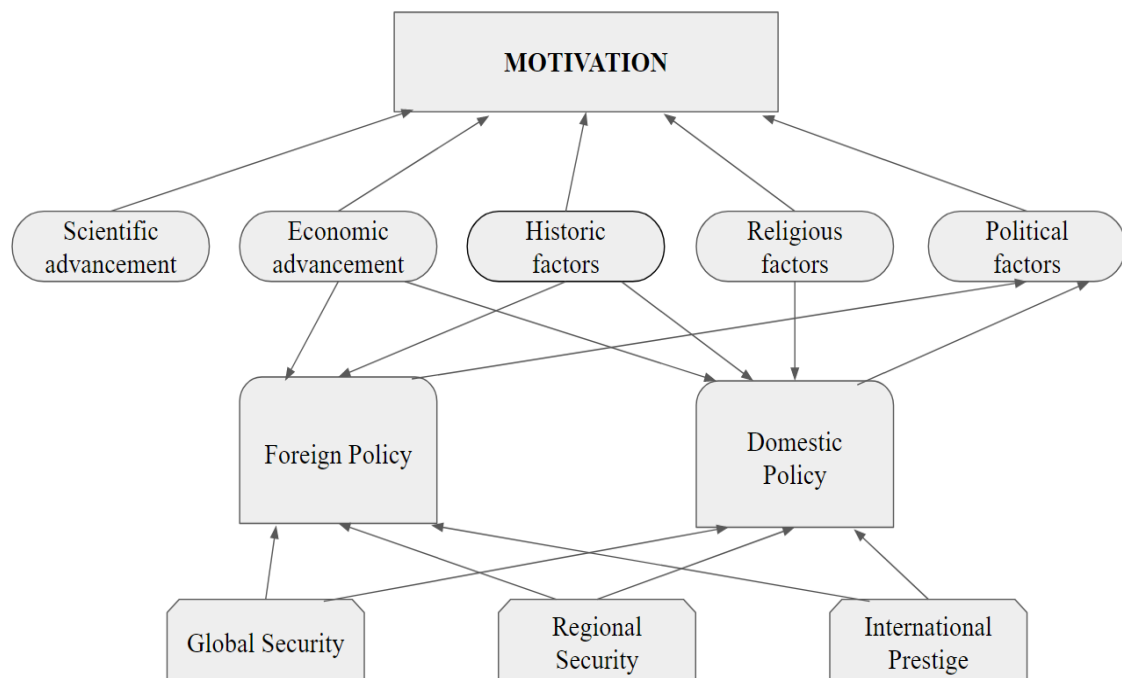 MOTIVATION
Scientific
advancement
Economic
advancement
Historic
factors
Religious
factors
Political
factors
Foreign Policy
Domestic
Policy
Global Security
Regional
Security
International
Prestige